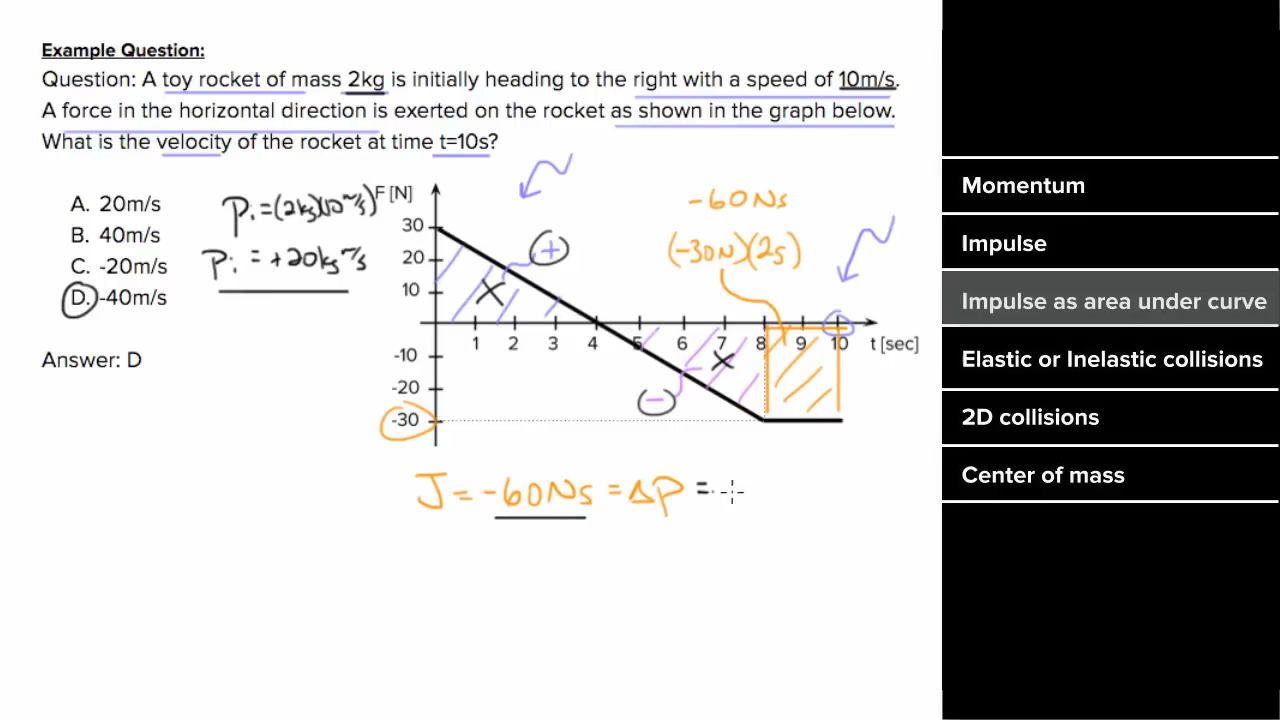 Example Question:
Question: A toy rocket of mass 2kg is initially heading to the right with a speed of 10m/s.
A force in the horizontal direction is exerted on the rocket as shown in the graph below.
What is the velocity of the rocket at time t=10s?
A. 20m/s
B. 40m/s
C. -20m/s
D. -40m/s
Answer: D
Pi=(2kg)(10m/s)
Pi=+20kgm/s
F [N]
30
20
10
-10
-20
-30
1 2 3 4 5 6 7 8 9 10 t [sec]
+
-
-60Ns
(-30N)(2s)
J=-60Ns=ΔP=
Momentum
Impulse
Impulse as area under curve
Elastic or Inelastic collisions
2D collisions
Center of mass